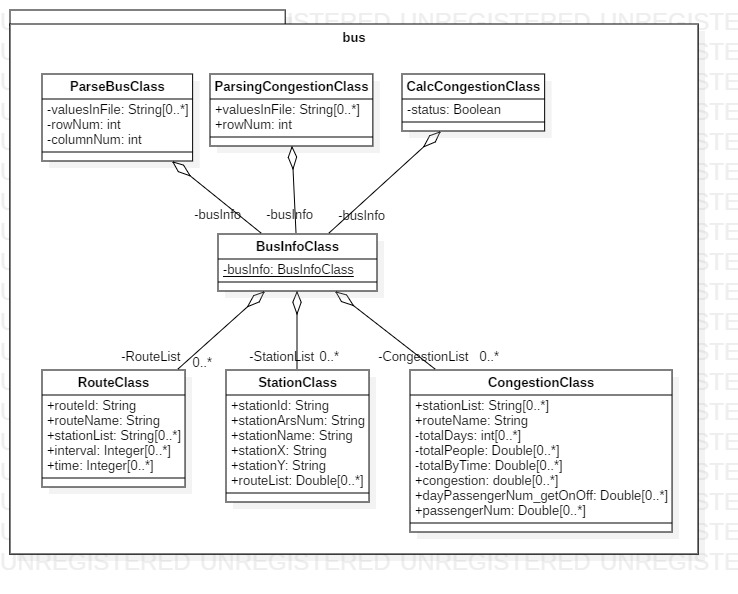 UNREGISTERED UNREGISTERED UNREGISTERED
bus
ParseBusClass
-valuesInFile: String[0..*]
-rowNum: int
-columnNum: int
ParsingCongestionClass
+valuesInFile: String[0..*]
+rowNum: int
CalcCongestionClass
-status: Boolean
-busInfo
-busInfo
-busInfo
BusInfoClass
-busInfo: BusInfoClass
-RouteList
0..*
-StationList 0..*
-CongestionList 0..*
RouteClass
+routeId: String
+routeName: String
+stationList: String[0..*]
+interval: Integer[0..*]
+time: Integer[0..*]
StationClass
+stationId: String
+stationArsNum: String
+stationName: String
+stationX: String
+stationY: String
+routeList: Double[0..*]
CongestionClass
+stationList: String[0..*]
+routeName: String
-totalDays: int[0..*]
-totalPeople: Double[0..*]
-totalByTime: Double[0..*]
+congestion: double[0..*]
+dayPassengerNum_getOnOff: Double[0..*]
+passengerNum: Double[0..*]
UNREGISTERED UNREGISTERED UNREGISTERED UNREGISTE